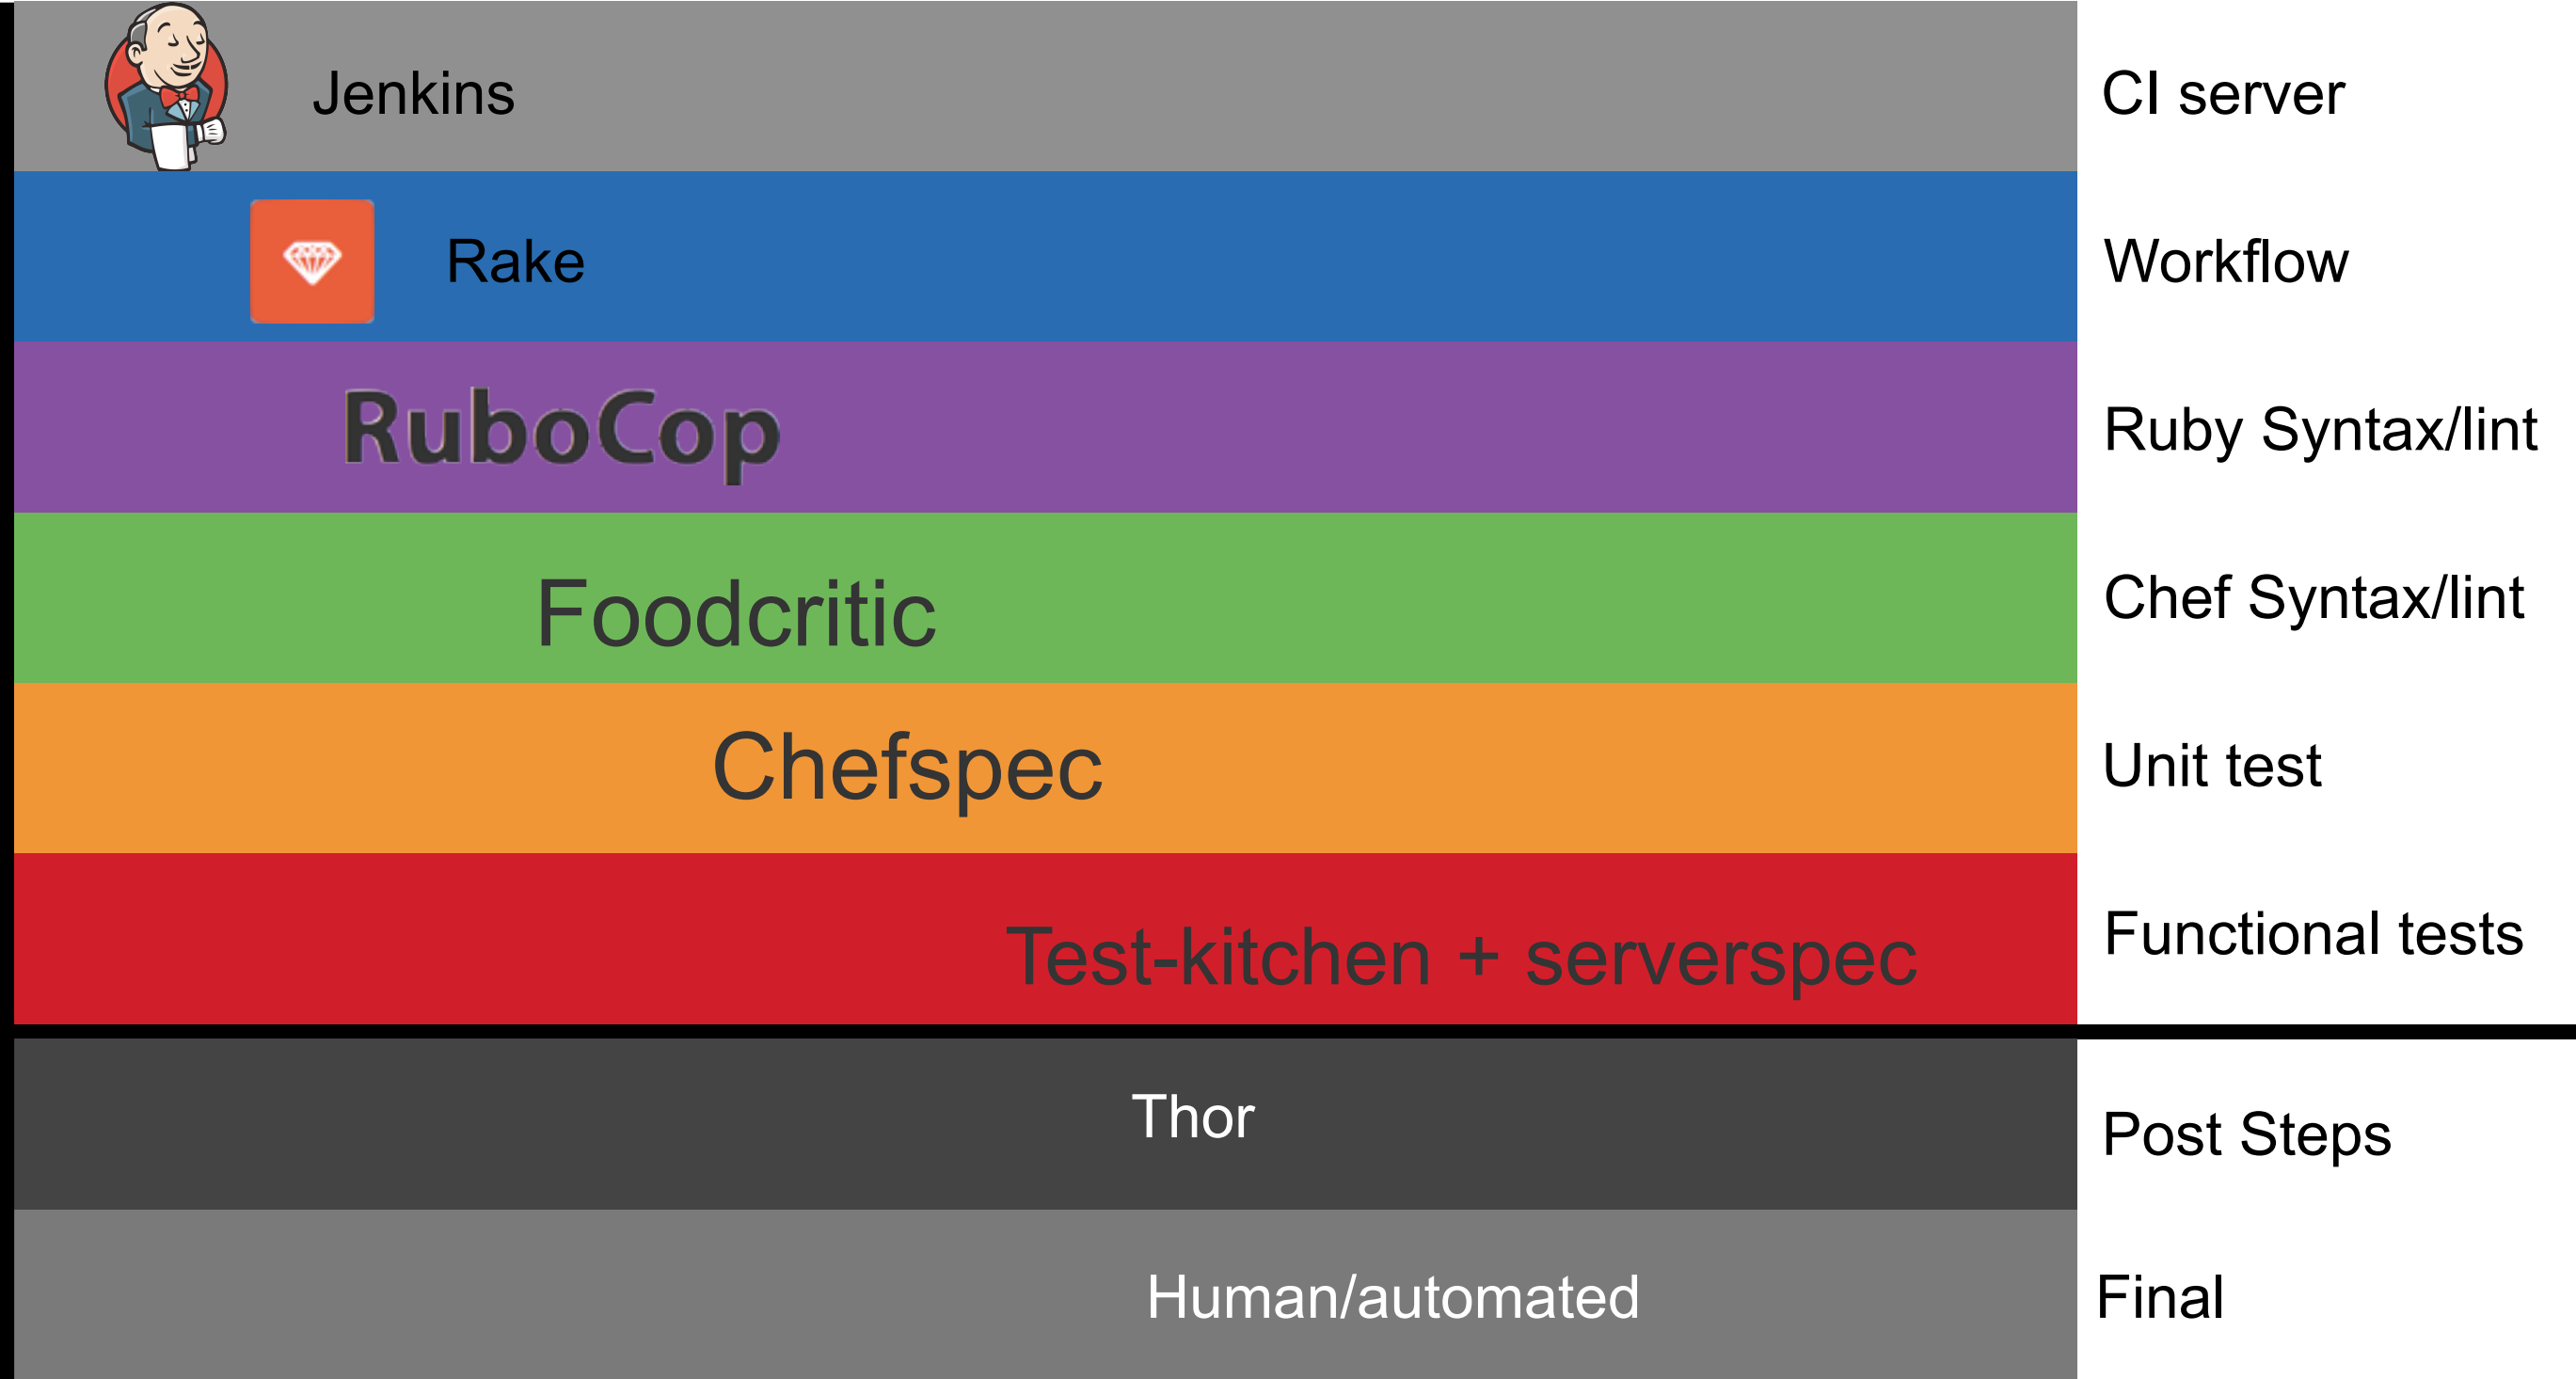 Jenkins CI server
Rake Workflow
RuboCop Ruby Syntax/lint
Foodcritic Chef Syntax/lint
Chefspec Unit test
Test-kitchen + serverspec Functional tests
Thor Post Steps
Human/automated Final